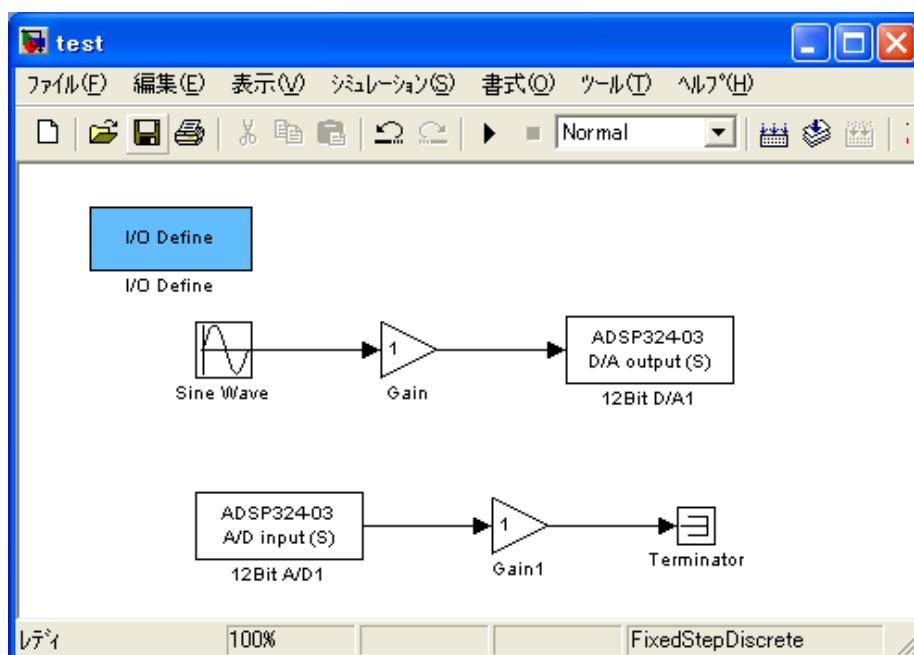 test
ファイル(F) 編集(E) 表示(V) シミュレーション(S) 書式(O) ツール(T) ヘルプ(H)
Normal
I/O Define
I/O Define
Sine Wave
1
Gain
ADSP324-03
D/A output (S)
12Bit D/A1
ADSP324-03
A/D input (S)
12Bit A/D1
1
Gain1
Terminator
レディ 100% FixedStepDiscrete